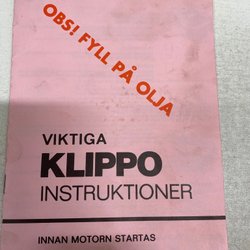 OBS! FYLL PÅ OLJA
VIKTIGA
KLIPPO
INSTRUKTIONER
INNAN MOTORN STARTAS